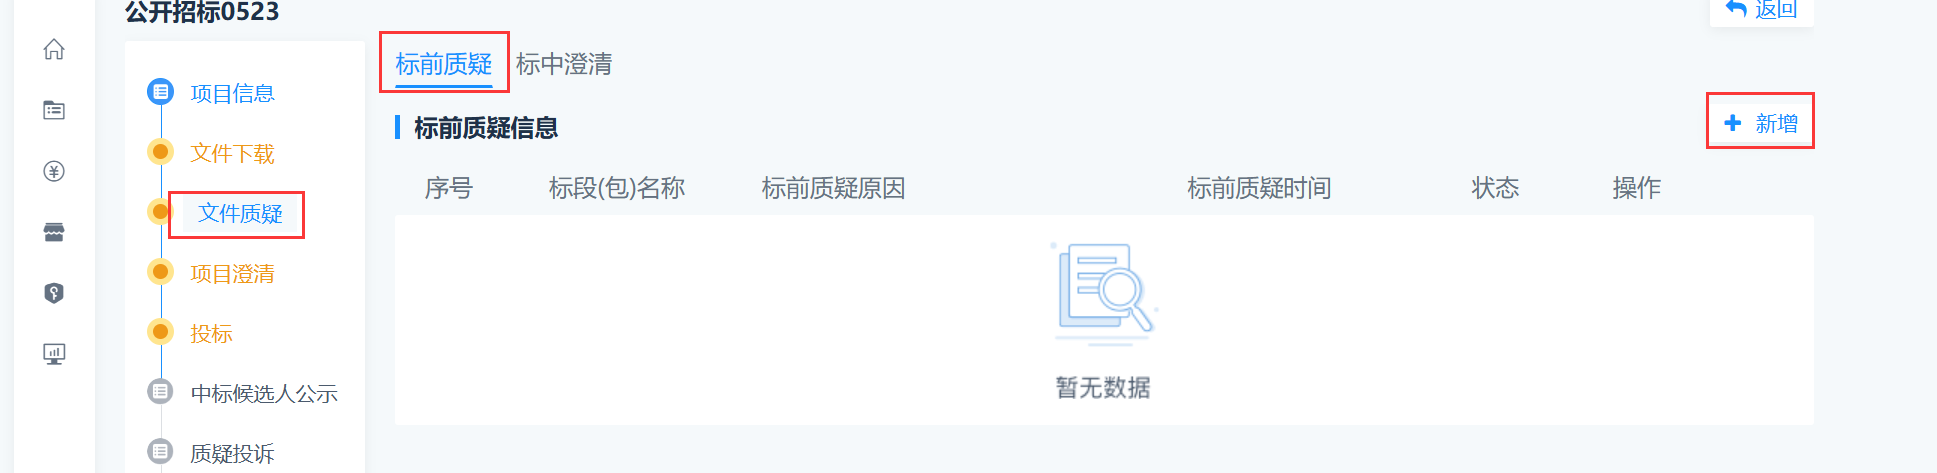 公开招标0523
返回
项目信息
文件下载
文件质疑
项目澄清
投标
中标候选人公示
质疑投诉
标前质疑 标中澄清
标前质疑信息
新增
序号 标段(包)名称 标前质疑原因 标前质疑时间 状态 操作
暂无数据